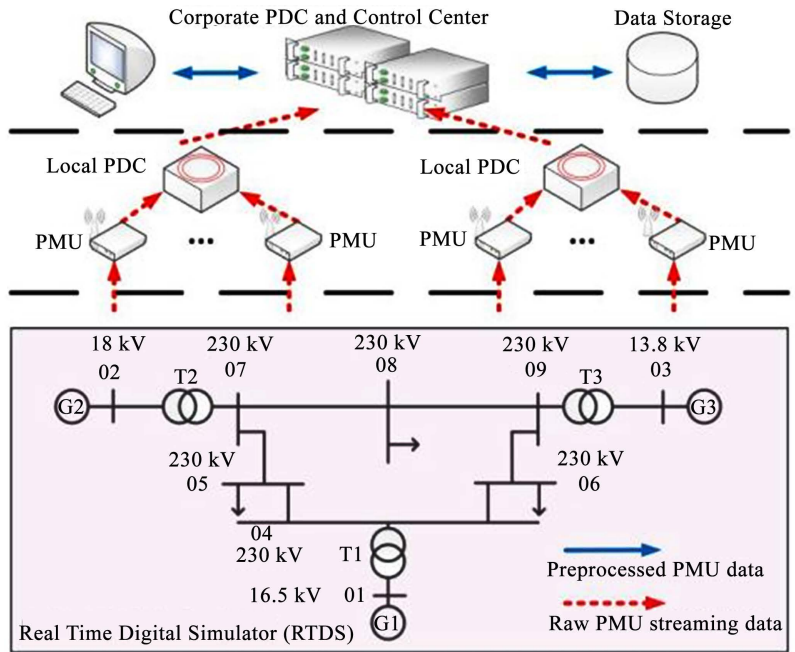 Corporate PDC and Control Center
Data Storage
Local PDC
Local PDC
PMU
•••
PMU
PMU
•••
PMU
18 kV
02
230 kV
07
230 kV
08
230 kV
09
13.8 kV
03
T2
T3
G2
G3
230 kV
05
230 kV
06
04
230 kV
T1
16.5 kV 01
G1
Preprocessed PMU data
Raw PMU streaming data
Real Time Digital Simulator (RTDS)